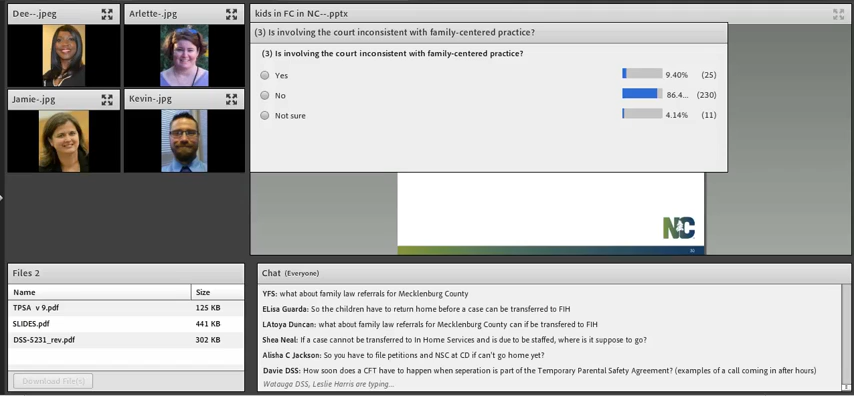 Dee--.jpeg
Arlette-.jpg
Jamie-.jpg
Kevin-.jpg
kids in FC in NC--.pptx
(3) Is involving the court inconsistent with family-centered practice?
(3) Is involving the court inconsistent with family-centered practice?
Yes 9.40% (25)
No 86.4... (230)
Not sure 4.14% (11)
NC
Files 2
Name Size
TPSA v 9.pdf 125 KB
SLIDES.pdf 441 KB
DSS-5231_rev.pdf 302 KB
Download File(s)
Chat (Everyone)
YFS: what about family law referrals for Mecklenburg County
ELisa Guarda: So the children have to return home before a case can be transferred to FIH
LAtoya Duncan: what about family law referrals for Mecklenburg County can if be transfered to FIH
Shea Neal: If a case cannot be transferred to In Home Services and is due to be staffed, where is it suppose to go?
Alisha C Jackson: So you have to file petitions and NSC at CD if can't go home yet?
Davie DSS: How soon does a CFT have to happen when seperation is part of the Temporary Parental Safety Agreement? (examples of a call coming in after hours)
Watauga DSS, Leslie Harris are typing...